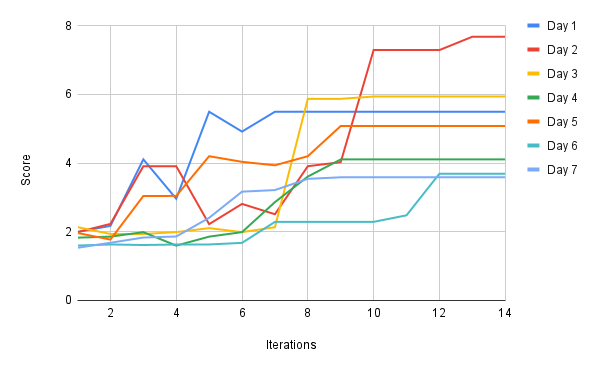 8
6
4
2
0
Score
2
4
6
8
10
12
14
Iterations
Day 1
Day 2
Day 3
Day 4
Day 5
Day 6
Day 7